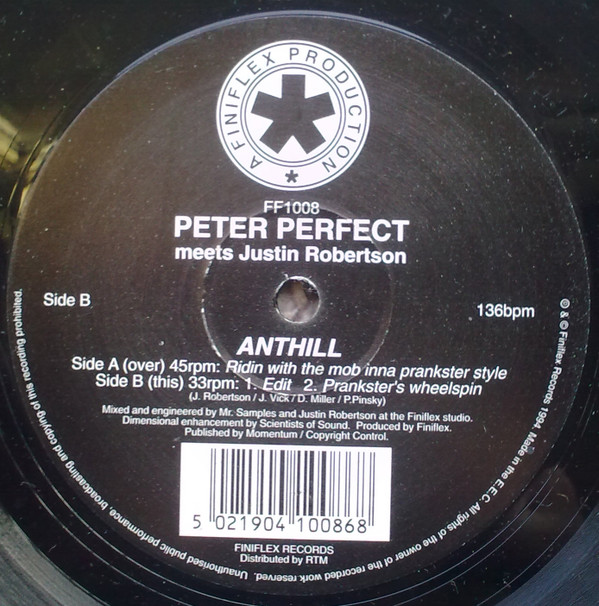 A FINIFLEX PRODUCTION
FF1008
PETER PERFECT
meets Justin Robertson
Side B
136bpm
ANTHILL
Side A (over) 45rpm: Ridin with the mob inna prankster style
Side B (this) 33rpm: 1. Edit 2. Prankster's wheelspin
(J. Robertson / J. Vick / D. Miller / P.Pinsky)
Mixed and engineered by Mr. Samples and Justin Robertson at the Finiflex studio.
Dimensional enhancement by Scientists of Sound. Produced by Finiflex.
Published by Momentum / Copyright Control.
5 021904 100868
FINIFLEX RECORDS
Distributed by RTM
℗ & © Finiflex Records 1994 Made in the E.E.C. All rights of the owner of the recorded work reserved. Unauthorised public performance broadcasting and copying of this recording prohibited.